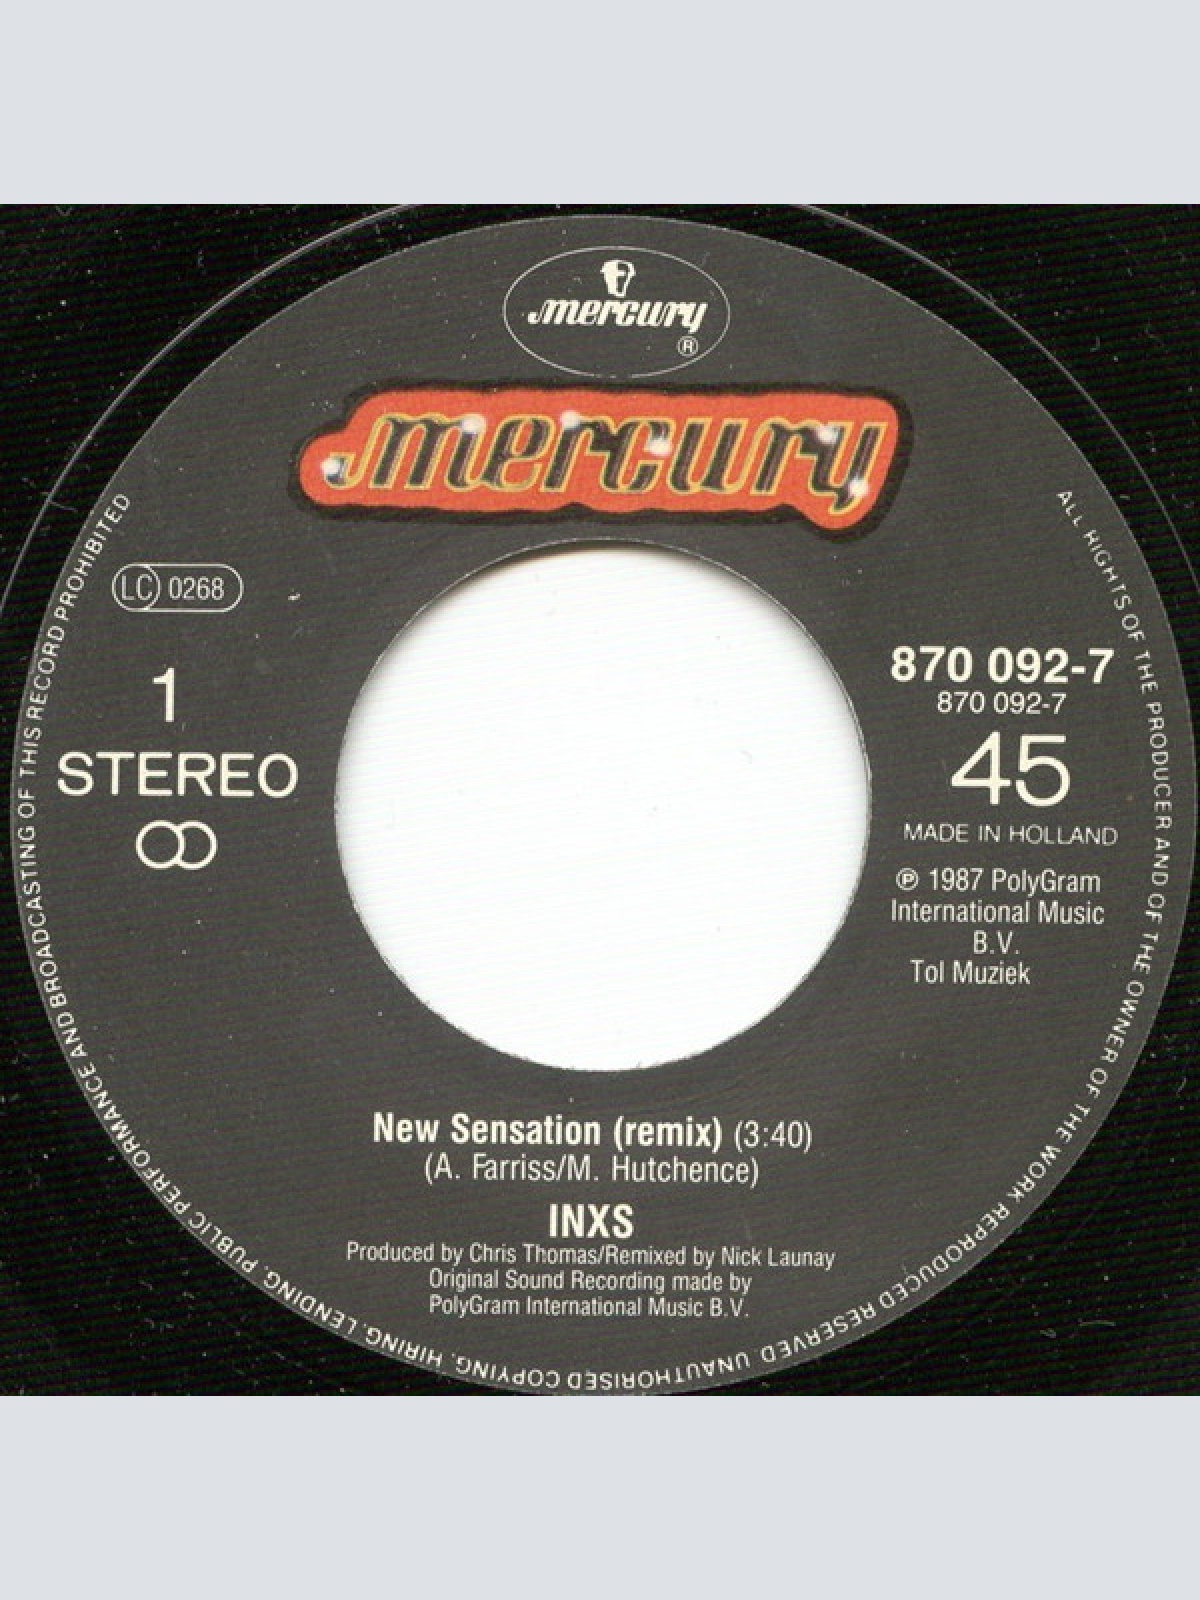 mercury
®
mercury
LC 0268
1
STEREO
870 092-7
870 092-7
45
MADE IN HOLLAND
℗ 1987 PolyGram
International Music
B.V.
Tol Muziek
New Sensation (remix) (3:40)
(A. Farriss/M. Hutchence)
INXS
Produced by Chris Thomas/Remixed by Nick Launay
Original Sound Recording made by
PolyGram International Music B.V.
ALL RIGHTS OF THE PRODUCER AND OF THE OWNER OF THE WORK REPRODUCED RESERVED. UNAUTHORISED COPYING, HIRING, LENDING, PUBLIC PERFORMANCE AND BROADCASTING OF THIS RECORD PROHIBITED